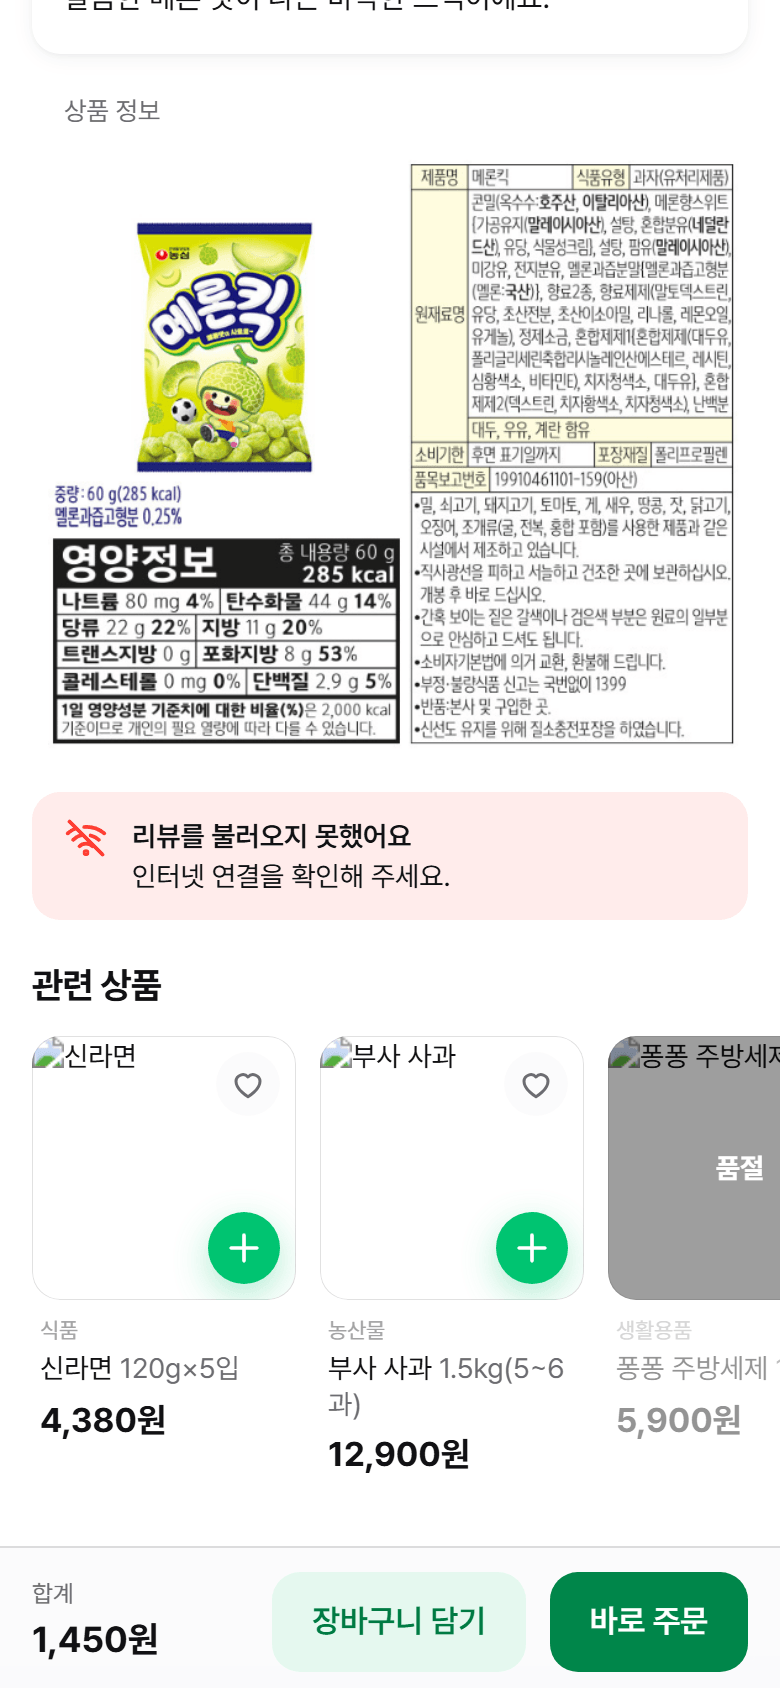 상품 정보
농심
메론킥
중량: 60 g(285 kcal)
멜론과즙고형분 0.25%
영양정보
총 내용량 60 g
285 kcal
나트륨 80 mg 4% 탄수화물 44 g 14%
당류 22 g 22% 지방 11 g 20%
트랜스지방 0 g 포화지방 8 g 53%
콜레스테롤 0 mg 0% 단백질 2.9 g 5%
1일 영양성분 기준치에 대한 비율(%)은 2,000 kcal
기준이므로 개인의 필요 열량에 따라 다를 수 있습니다.
제품명 메론킥 식품유형 과자(유처리제품)
원재료명
콘밀(옥수수:호주산, 이탈리아산), 메론향스위트
{가공유지(말레이시아산), 설탕, 혼합분유(네덜란
드산), 유당, 식물성크림}, 설탕, 팜유(말레이시아산),
미강유, 전지분유, 멜론과즙분말{멜론과즙고형분
(멜론:국산)}, 향료2종, 향료제제(말토덱스트린,
유당, 초산전분, 초산이소아밀, 리나롤, 레몬오일,
유게놀), 정제소금, 혼합제제1{혼합제제(대두유,
폴리글리세린축합리시놀레인산에스테르, 레시틴,
심황색소, 비타민E), 치자청색소, 대두유}, 혼합
제제2(덱스트린, 치자황색소, 치자청색소), 난백분
대두, 우유, 계란 함유
소비기한 후면 표기일까지 포장재질 폴리프로필렌
품목보고번호 19910461101-159(아산)
•밀, 쇠고기, 돼지고기, 토마토, 게, 새우, 땅콩, 잣, 닭고기,
오징어, 조개류(굴, 전복, 홍합 포함)를 사용한 제품과 같은
시설에서 제조하고 있습니다.
•직사광선을 피하고 서늘하고 건조한 곳에 보관하십시오.
개봉 후 바로 드십시오.
•간혹 보이는 짙은 갈색이나 검은색 부분은 원료의 일부분
으로 안심하고 드셔도 됩니다.
•소비자기본법에 의거 교환, 환불해 드립니다.
•부정·불량식품 신고는 국번없이 1399
•반품:본사 및 구입한 곳.
•신선도 유지를 위해 질소충전포장을 하였습니다.
리뷰를 불러오지 못했어요
인터넷 연결을 확인해 주세요.
관련 상품
신라면
부사 사과
퐁퐁 주방세제
품절
식품
신라면 120g×5입
4,380원
농산물
부사 사과 1.5kg(5~6
과)
12,900원
생활용품
퐁퐁 주방세제
5,900원
합계
1,450원
장바구니 담기
바로 주문